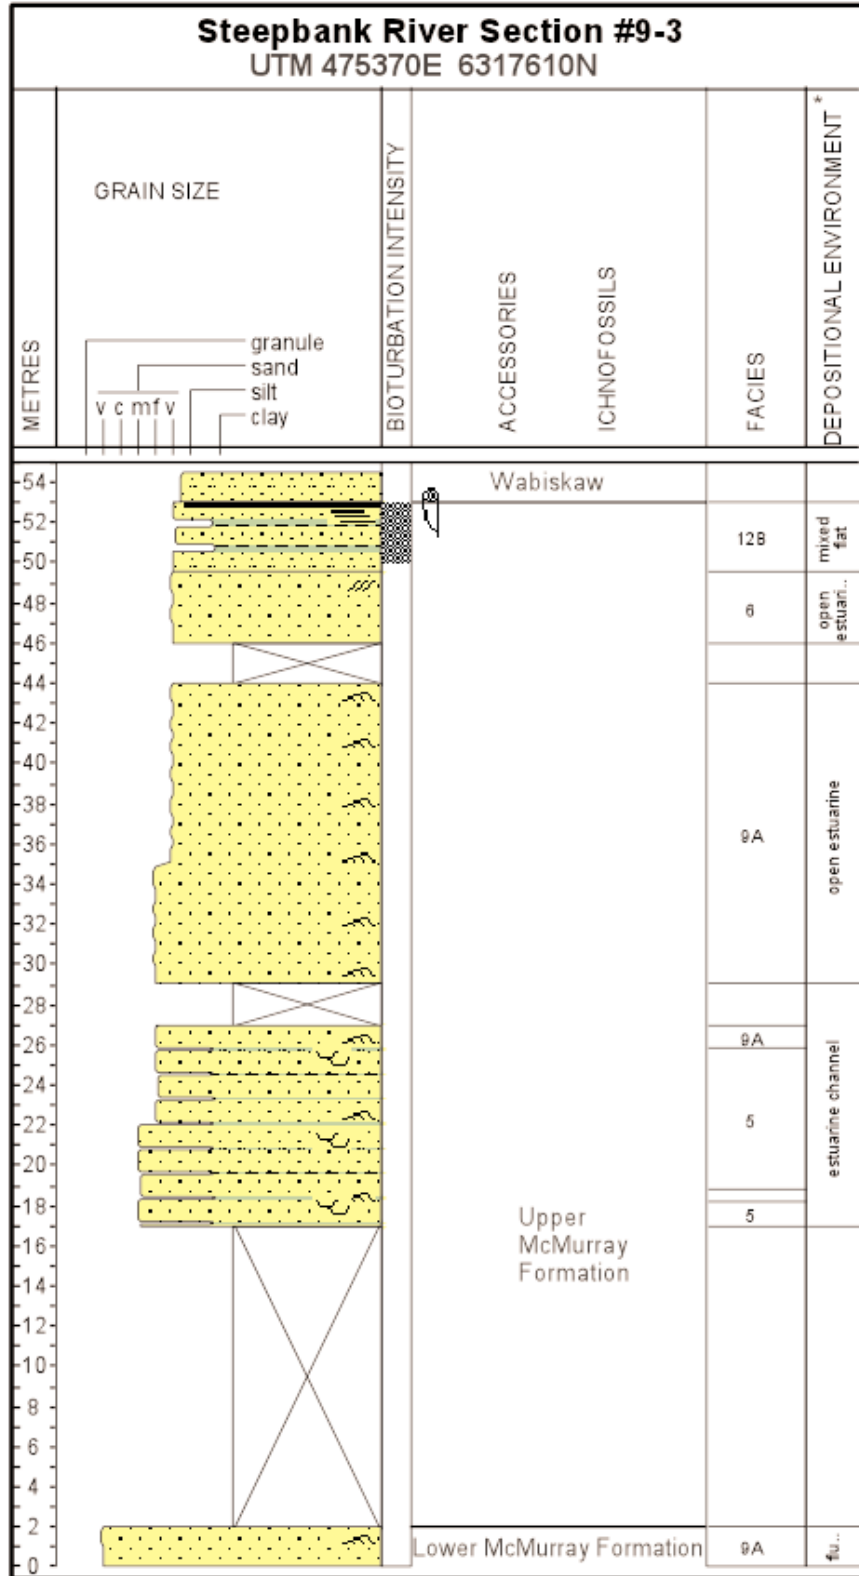 Steepbank River Section #9-3
UTM 475370E 6317610N
METRES
GRAIN SIZE
granule
sand
silt
clay
v c m f v
BIOTURBATION INTENSITY
ACCESSORIES
ICHNOFOSSILS
FACIES
DEPOSITIONAL ENVIRONMENT *
54
52
50
48
46
44
42
40
38
36
34
32
30
28
26
24
22
20
18
16
14
12
10
8
6
4
2
0
Wabiskaw
Upper
McMurray
Formation
Lower McMurray Formation
12B
6
9A
9A
5
5
9A
mixed
flat
open
estuari..
open estuarine
estuarine channel
flu..